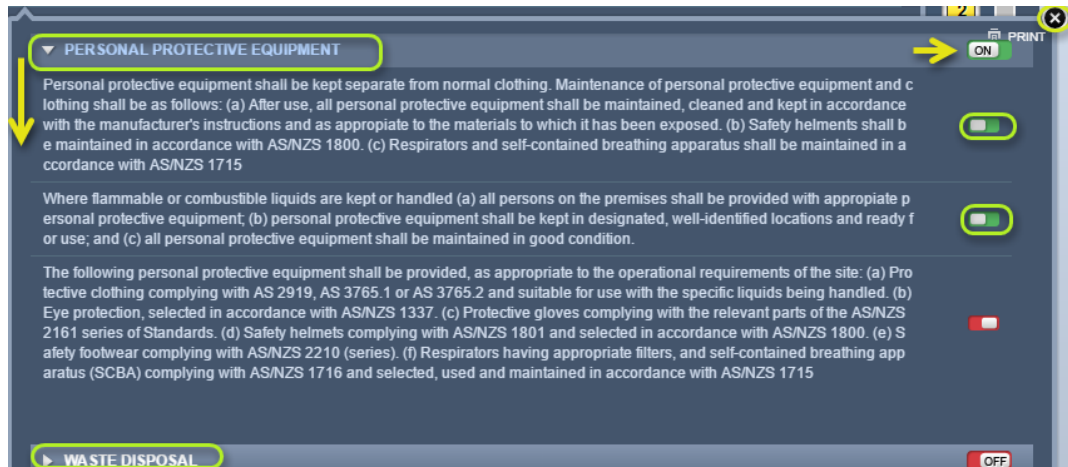 2
PRINT
PERSONAL PROTECTIVE EQUIPMENT
ON
Personal protective equipment shall be kept separate from normal clothing. Maintenance of personal protective equipment and c
lothing shall be as follows: (a) After use, all personal protective equipment shall be maintained, cleaned and kept in accordance
with the manufacturer's instructions and as appropiate to the materials to which it has been exposed. (b) Safety helments shall b
e maintained in accordance with AS/NZS 1800. (c) Respirators and self-contained breathing apparatus shall be maintained in a
ccordance with AS/NZS 1715
Where flammable or combustible liquids are kept or handled (a) all persons on the premises shall be provided with appropiate p
ersonal protective equipment; (b) personal protective equipment shall be kept in designated, well-identified locations and ready f
or use; and (c) all personal protective equipment shall be maintained in good condition.
The following personal protective equipment shall be provided, as appropriate to the operational requirements of the site: (a) Pro
tective clothing complying with AS 2919, AS 3765.1 or AS 3765.2 and suitable for use with the specific liquids being handled. (b)
Eye protection, selected in accordance with AS/NZS 1337. (c) Protective gloves complying with the relevant parts of the AS/NZS
2161 series of Standards. (d) Safety helmets complying with AS/NZS 1801 and selected in accordance with AS/NZS 1800. (e) S
afety footwear complying with AS/NZS 2210 (series). (f) Respirators having appropriate filters, and self-contained breathing app
aratus (SCBA) complying with AS/NZS 1716 and selected, used and maintained in accordance with AS/NZS 1715
WASTE DISPOSAL
OFF